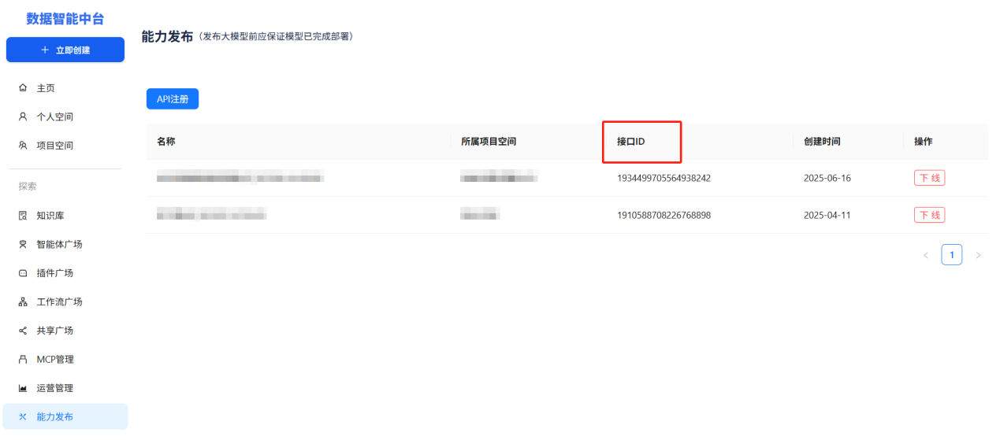 数据智能中台
+ 立即创建
主页
个人空间
项目空间
探索
知识库
智能体广场
插件广场
工作流广场
共享广场
MCP管理
运营管理
能力发布
能力发布（发布大模型前应保证模型已完成部署）
API注册
名称 所属项目空间 接口ID 创建时间 操作
1934499705564938242 2025-06-16 下线
1910588708226768898 2025-04-11 下线
< 1 >